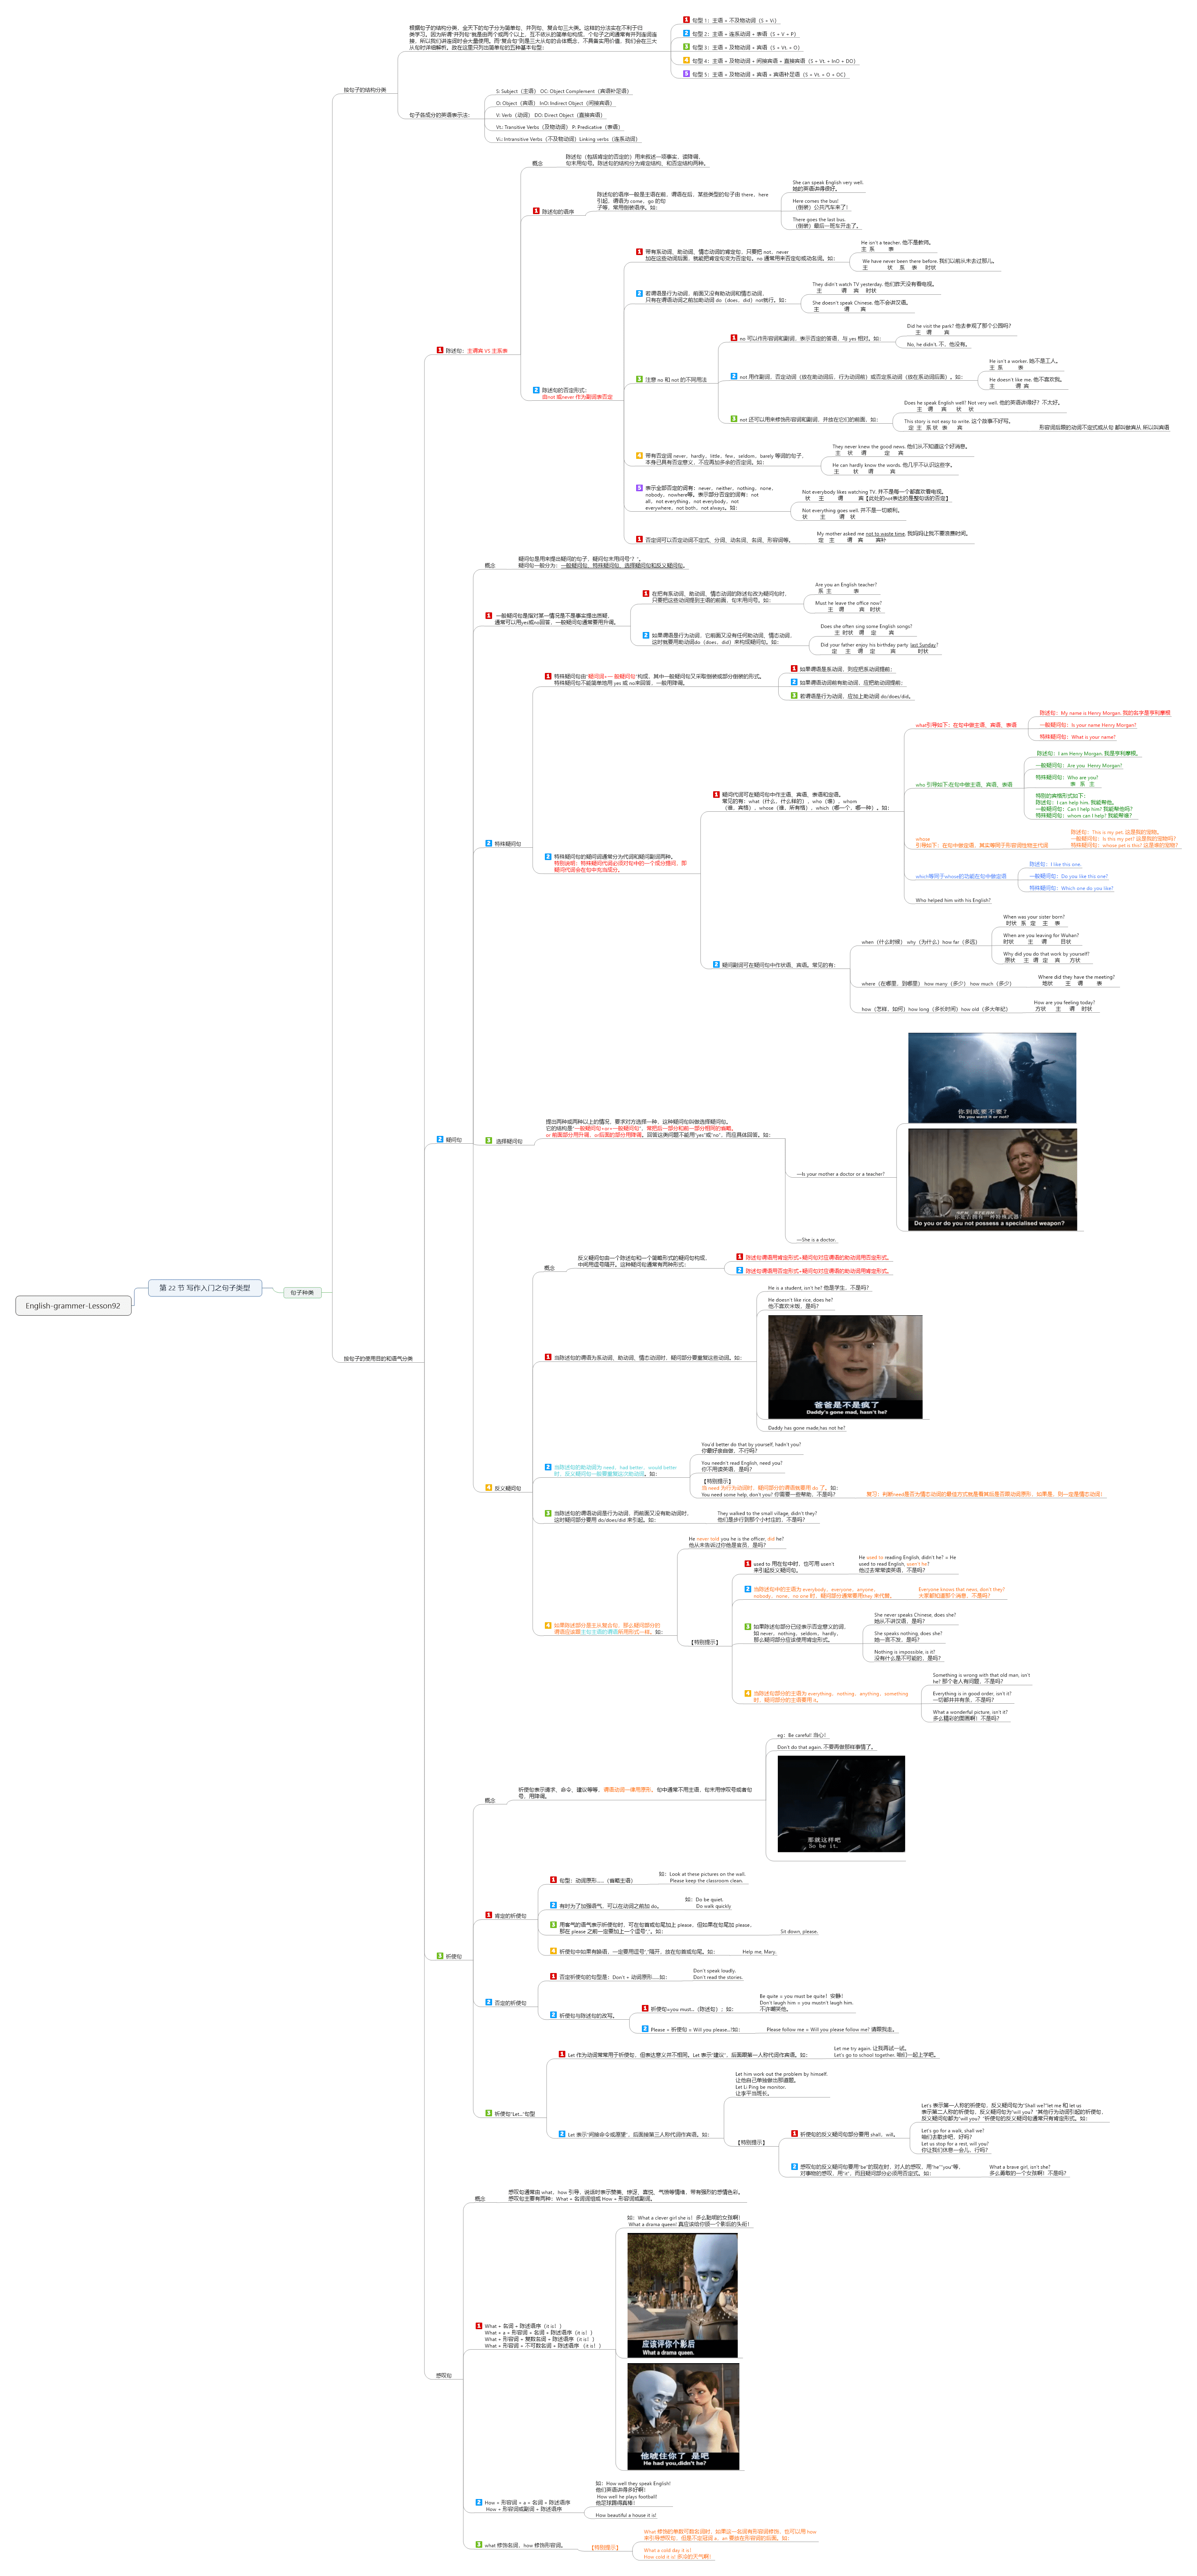 English-grammer-Lesson92
第 22 节 写作入门之句子类型
句子种类
按句子的结构分类
根据句子的结构分类，全天下的句子分为简单句、并列句、复合句三大类。这样的分法实在不利于归
类学习。因为所谓“并列句”就是由两个或两个以上、互不依从的简单句构成，个句子之间通常有并列连词连
接，所以我们讲连词时会大量使用。而“复合句”则是三大从句的合体概念，不具备实用价值，我们会在三大
从句时详细解析。故在这里只列出简单句的五种基本句型：
1 句型 1：主语 + 不及物动词（S + Vi）
2 句型 2：主语 + 连系动词 + 表语（S + V + P）
3 句型 3：主语 + 及物动词 + 宾语（S + Vt. + O）
4 句型 4：主语 + 及物动词 + 间接宾语 + 直接宾语（S + Vt. + InO + DO）
5 句型 5：主语 + 及物动词 + 宾语 + 宾语补足语（S + Vt. + O + OC）
句子各成分的英语表示法：
S: Subject（主语） OC: Object Complement（宾语补足语）
O: Object（宾语） InO: Indirect Object（间接宾语）
V: Verb（动词） DO: Direct Object（直接宾语）
Vt.: Transitive Verbs（及物动词） P: Predicative（表语）
Vi.: Intransitive Verbs（不及物动词）Linking verbs（连系动词）
按句子的使用目的和语气分类
1 陈述句：主谓宾 VS 主系表
概念
陈述句（包括肯定的否定的）用来叙述一项事实，读降调，
句末用句号。陈述句的结构分为肯定结构，和否定结构两种。
1 陈述句的语序
陈述句的语序一般是主语在前，谓语在后，某些类型的句子由 there、here
引起，谓语为 come、go 的句
子等，常用倒装语序。如：
She can speak English very well.
她的英语讲得很好。
Here comes the bus!
（倒装）公共汽车来了！
There goes the last bus.
（倒装）最后一班车开走了。
2 陈述句的否定形式：
由not 或never 作为副词表否定
1 带有系动词、助动词、情态动词的肯定句，只要把 not、never
加在这些动词后面，就能把肯定句变为否定句。no 通常用来否定句或动名词。如：
He isn't a teacher. 他不是教师。
主 系 表
We have never been there before. 我们以前从未去过那儿。
主 状 系 表 时状
2 若谓语是行为动词，前面又没有助动词和情态动词，
只有在谓语动词之前加助动词 do（does、did）not就行。如：
They didn't watch TV yesterday. 他们昨天没有看电视。
主 谓 宾 时状
She doesn't speak Chinese. 他不会讲汉语。
主 谓 宾
3 注意 no 和 not 的不同用法
1 no 可以作形容词和副词，表示否定的答语，与 yes 相对。如：
Did he visit the park? 他去参观了那个公园吗？
主 谓 宾
No, he didn't. 不，他没有。
2 not 用作副词，否定动词（放在助动词后，行为动词前）或否定系动词（放在系动词后面）。如：
He isn't a worker. 她不是工人。
主 系 表
He doesn't like me. 他不喜欢我。
主 谓 宾
3 not 还可以用来修饰形容词和副词，并放在它们的前面，如：
Does he speak English well? Not very well. 他的英语讲得好？不大好。
主 谓 宾 状 状
This story is not easy to write. 这个故事不好写。
定 主 系 状 表 宾
形容词后跟的动词不定式或从句 都叫做宾从 所以叫宾语
4 带有否定词 never、hardly、little、few、seldom、barely 等词的句子，
本身已具有否定意义，不应再加多余的否定词。如：
They never knew the good news. 他们从不知道这个好消息。
主 状 谓 定 宾
He can hardly know the words. 他几乎不认识这些字。
主 状 谓 宾
5 表示全部否定的词有：never、neither、nothing、none、
nobody、nowhere等。表示部分否定的词有：not
all、not everything、not everybody、not
everywhere、not both、not always。如：
Not everybody likes watching TV. 并不是每一个都喜欢看电视。
状 主 谓 宾【此处的not表达的是整句话的否定】
Not everything goes well. 并不是一切顺利。
状 主 谓 状
1 否定词可以否定动词不定式、分词、动名词、名词、形容词等。
My mother asked me not to waste time. 我妈妈让我不要浪费时间。
定 主 谓 宾 宾补
2 疑问句
概念
疑问句是用来提出疑问的句子，疑问句末用问号“？”。
疑问句一般分为：一般疑问句、特殊疑问句、选择疑问句和反义疑问句。
1 一般疑问句是指对某一情况是不是事实提出质疑，
通常可以用yes或no回答，一般疑问句通常要用升调。
1 在把有系动词、助动词、情态动词的陈述句改为疑问句时，
只要把这些动词提到主语的前面，句末用问号。如：
Are you an English teacher?
系 主 表
Must he leave the office now?
主 谓 宾 时状
2 如果谓语是行为动词，它前面又没有任何助动词、情态动词，
这时就要用助动词do（does、did）来构成疑问句。如：
Does she often sing some English songs?
主 时状 谓 定 宾
Did your father enjoy his birthday party last Sunday?
定 主 谓 定 宾 时状
2 特殊疑问句
1 特殊疑问句由“疑问词+一般疑问句”构成，其中一般疑问句又采取倒装或部分倒装的形式。
特殊疑问句不能简单地用 yes 或 no来回答，一般用降调。
1 如果谓语是系动词，则应把系动词提前；
2 如果谓语动词前有助动词，应把助动词提前；
3 若谓语是行为动词，应加上助动词 do/does/did。
2 特殊疑问句的疑问词通常分为代词和疑问副词两种。
特别说明：特殊疑问代词必须对句中的一个成分提问，即
疑问代词会在句中充当成分。
1 疑问代词可在疑问句中作主语、宾语、表语和定语。
常见的有：what（什么，什么样的），who（谁），whom
（谁，宾格），whose（谁，所有格），which（哪一个，哪一种）。如：
what引导如下：在句中做主语、宾语、表语
陈述句：My name is Henry Morgan. 我的名字是亨利摩根
一般疑问句：Is your name Henry Morgan?
特殊疑问句：What is your name?
who 引导如下:在句中做主语、宾语、表语
陈述句：I am Henry Morgan. 我是亨利摩根。
一般疑问句：Are you Henry Morgan?
特殊疑问句：Who are you?
表 系 主
特别的宾格形式如下：
陈述句：I can help him. 我能帮他。
一般疑问句：Can I help him? 我能帮他吗？
特殊疑问句：whom can I help? 我能帮谁？
whose
引导如下：在句中做定语，其实等同于形容词性物主代词
陈述句：This is my pet. 这是我的宠物。
一般疑问句：Is this my pet? 这是我的宠物吗？
特殊疑问句：whose pet is this? 这是谁的宠物？
which等同于whose的功能在句中做定语
陈述句：I like this one.
一般疑问句：Do you like this one?
特殊疑问句：Which one do you like?
Who helped him with his English?
2 疑问副词可在疑问句中作状语、宾语。常见的有：
when（什么时候） why（为什么）how far（多远）
When was your sister born?
时状 系 定 主 表
When are you leaving for Wuhan?
时状 主 谓 目状
Why did you do that work by yourself?
原状 主 谓 定 宾 方状
where（在哪里，到哪里） how many（多少） how much（多少）
Where did they have the meeting?
地状 主 谓 表
how（怎样，如何）how long（多长时间）how old（多大年纪）
How are you feeling today?
方状 主 谓 时状
3 选择疑问句
提出两种或两种以上的情况，要求对方选择一种，这种疑问句叫做选择疑问句。
它的结构是“一般疑问句+or+一般疑问句”，常把后一部分和前一部分相同的省略。
or 前面部分用升调，or后面的部分用降调。回答这类问题不能用“yes”或“no”，而应具体回答。如：
—Is your mother a doctor or a teacher?
你到底要不要？
Do you want it or not?
你是否拥有一种特殊武器？
Do you or do you not possess a specialised weapon?
—She is a doctor.
4 反义疑问句
概念
反义疑问句由一个陈述句和一个简略形式的疑问句构成，
中间用逗号隔开。这种疑问句通常有两种形式：
1 陈述句谓语用肯定形式+疑问句对应谓语的助动词用否定形式。
2 陈述句谓语用否定形式+疑问句对应谓语的助动词用肯定形式。
1 当陈述句的谓语为系动词、助动词、情态动词时，疑问部分要重复这些动词。如：
He is a student, isn't he? 他是学生，不是吗？
He doesn't like rice, does he?
他不喜欢米饭，是吗？
爸爸是不是疯了
Daddy's gone mad, hasn't he?
Daddy has gone made,has not he?
2 当陈述句的助动词为 need、had better、would better
时，反义疑问句一般要重复这次助动词。如：
You'd better do that by yourself, hadn't you?
你最好亲自做，不行吗？
You needn't read English, need you?
你不用读英语，是吗？
【特别提示】
当 need 为行为动词时，疑问部分的谓语就要用 do 了。如：
You need some help, don't you? 你需要一些帮助，不是吗？
复习：判断need是否为情态动词的最佳方式就是看其后是否跟动词原形，如果是，则一定是情态动词！
3 当陈述句的谓语动词是行为动词，而前面又没有助动词时，
这时疑问部分要用 do/does/did 来引起。如：
They walked to the small village, didn't they?
他们是步行到那个小村庄的，不是吗？
4 如果陈述部分是主从复合句，那么疑问部分的
谓语应该跟主句主语的谓语所用形式一样。如：
He never told you he is the officer, did he?
他从未告诉过你他是官员，是吗？
【特别提示】
1 used to 用在句中时，也可用 usen't
来引起反义疑问句。
He used to reading English, didn't he? = He
used to read English, usen't he?
他过去常常读英语，不是吗？
2 当陈述句中的主语为 everybody、everyone、anyone、
nobody、none、no one 时，疑问部分通常要用they 来代替。
Everyone knows that news, don't they?
大家都知道那个消息，不是吗？
3 如果陈述句部分已经表示否定意义的词，
如 never、nothing、seldom、hardly，
那么疑问部分应该使用肯定形式。
She never speaks Chinese, does she?
她从不讲汉语，是吗？
She speaks nothing, does she?
她一言不发，是吗？
Nothing is impossible, is it?
没有什么是不可能的，是吗？
4 当陈述句部分的主语为 everything、nothing、anything、something
时，疑问部分的主语要用 it。
Something is wrong with that old man, isn't
he? 那个老人有问题，不是吗？
Everything is in good order, isn't it?
一切都井井有条，不是吗？
What a wonderful picture, isn't it?
多么精彩的图画啊！不是吗？
3 祈使句
概念
祈使句表示请求，命令，建议等等，谓语动词一律用原形。句中通常不用主语，句末用惊叹号或者句
号，用降调。
eg：Be careful! 当心！
Don't do that again. 不要再做那样事情了。
那就这样吧
So be it.
1 肯定的祈使句
1 句型：动词原形……（省略主语）
如：Look at these pictures on the wall.
Please keep the classroom clean.
2 有时为了加强语气，可以在动词之前加 do。
如：Do be quiet.
Do walk quickly
3 用客气的语气表示祈使句时，可在句首或句尾加上 please，但如果在句尾加 please，
那在 please 之前一定要加上一个逗号“，”。如：
Sit down, please.
4 祈使句中如果有操语，一定要用逗号“，”隔开，放在句首或句尾。如：
Help me, Mary.
2 否定的祈使句
1 否定祈使句的句型是：Don't + 动词原形……如：
Don't speak loudly.
Don't read the stories.
2 祈使句与陈述句的改写。
1 祈使句=you must…（陈述句）；如：
Be quite = you must be quite！安静！
Don't laugh him = you mustn't laugh him.
不许嘲笑他。
2 Please + 祈使句 = Will you please…?如：
Please follow me = Will you please follow me? 请跟我走。
3 祈使句“Let…”句型
1 Let 作为动词常常用于祈使句，但表达意义并不相同。Let 表示“建议”，后面跟第一人称代词作宾语。如：
Let me try again. 让我再试一试。
Let's go to school together. 咱们一起上学吧。
2 Let 表示“间接命令或愿望”，后面接第三人称代词作宾语。如：
Let him work out the problem by himself.
让他自己单独做出那道题。
Let Li Ping be monitor.
让李平当班长。
【特别提示】
1 祈使句的反义疑问句部分要用 shall、will。
Let's 表示第一人称的祈使句，反义疑问句为“Shall we?”let me 和 let us
表示第二人称的祈使句，反义疑问句为“will you?” 其他行为动词引起的祈使句，
反义疑问句都为“will you?” 祈使句的反义疑问句通常只有肯定形式。如：
Let's go for a walk, shall we?
咱们去散步吧，好吗？
Let us stop for a rest, will you?
你让我们休息一会儿，行吗？
2 感叹句的反义疑问句要用“be”的现在时，对人的感叹，用“he”“you”等，
对事物的感叹，用“it”，而且疑问部分必须用否定式。如：
What a brave girl, isn't she?
多么勇敢的一个女孩啊！不是吗？
感叹句
概念
感叹句通常由 what、how 引导，说话时表示赞美、惊讶、喜悦、气愤等情绪，带有强烈的感情色彩。
感叹句主要有两种：What + 名词词组或 How + 形容词或副词。
1 What + 名词 + 陈述语序（it is! ）
What + a + 形容词 + 名词 + 陈述语序（it is! ）
What + 形容词 + 复数名词 + 陈述语序（it is! ）
What + 形容词 + 不可数名词 + 陈述语序 （it is! ）
如：What a clever girl she is! 多么聪明的女孩啊！
What a drama queen! 真应该给你颁一个影后的头衔！
应该评你个影后
What a drama queen.
他唬住你了 是吧
He had you,didn't he?
2 How + 形容词 + a + 名词 + 陈述语序
How + 形容词或副词 + 陈述语序
如：How well they speak English!
他们英语讲得多好啊！
How well he plays football!
他足球踢得真棒！
How beautiful a house it is!
3 what 修饰名词，how 修饰形容词。
【特别提示】
What 修饰的单数可数名词时，如果这一名词有形容词修饰，也可以用 how
来引导感叹句，但是不定冠词 a、an 要放在形容词的后面。如：
What a cold day it is!
How cold it is! 多冷的天气啊！